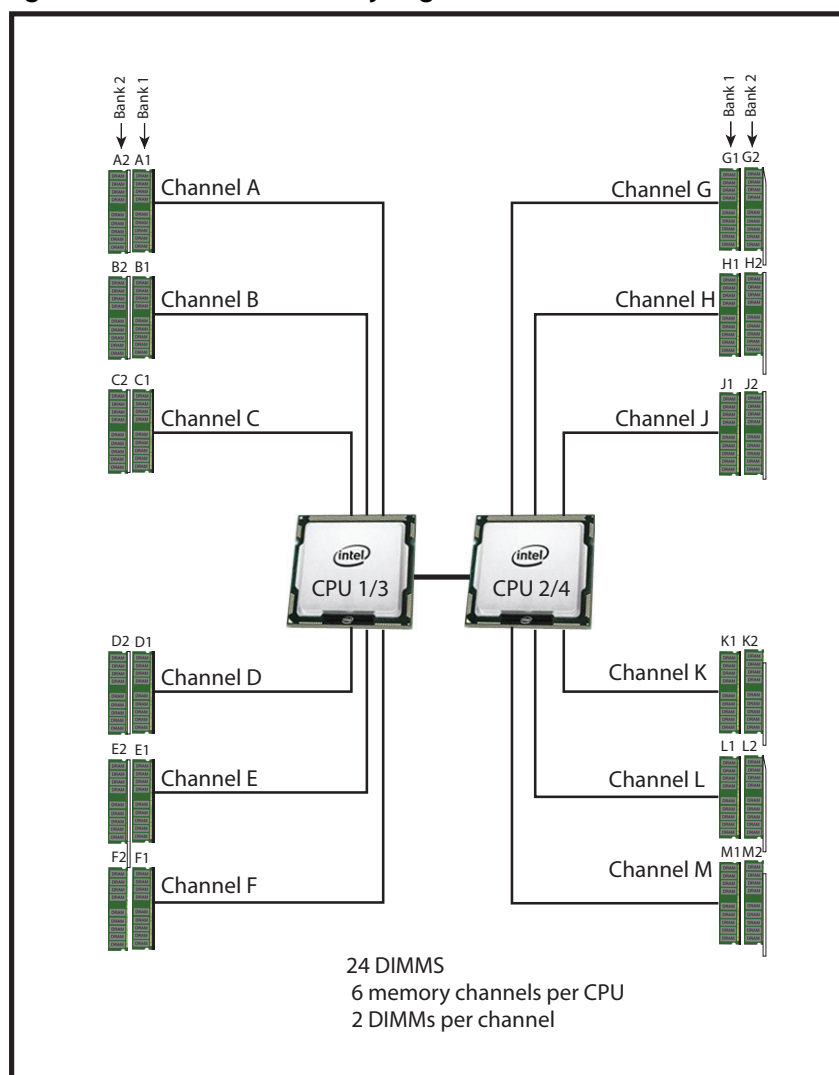 Bank 2
Bank 1
Bank 1
Bank 2
A2 A1
Channel A
Channel G
G1 G2
B2 B1
Channel B
Channel H
H1 H2
C2 C1
Channel C
Channel J
J1 J2
intel
CPU 1/3
intel
CPU 2/4
D2 D1
Channel D
Channel K
K1 K2
E2 E1
Channel E
Channel L
L1 L2
F2 F1
Channel F
Channel M
M1 M2
24 DIMMS
6 memory channels per CPU
2 DIMMs per channel